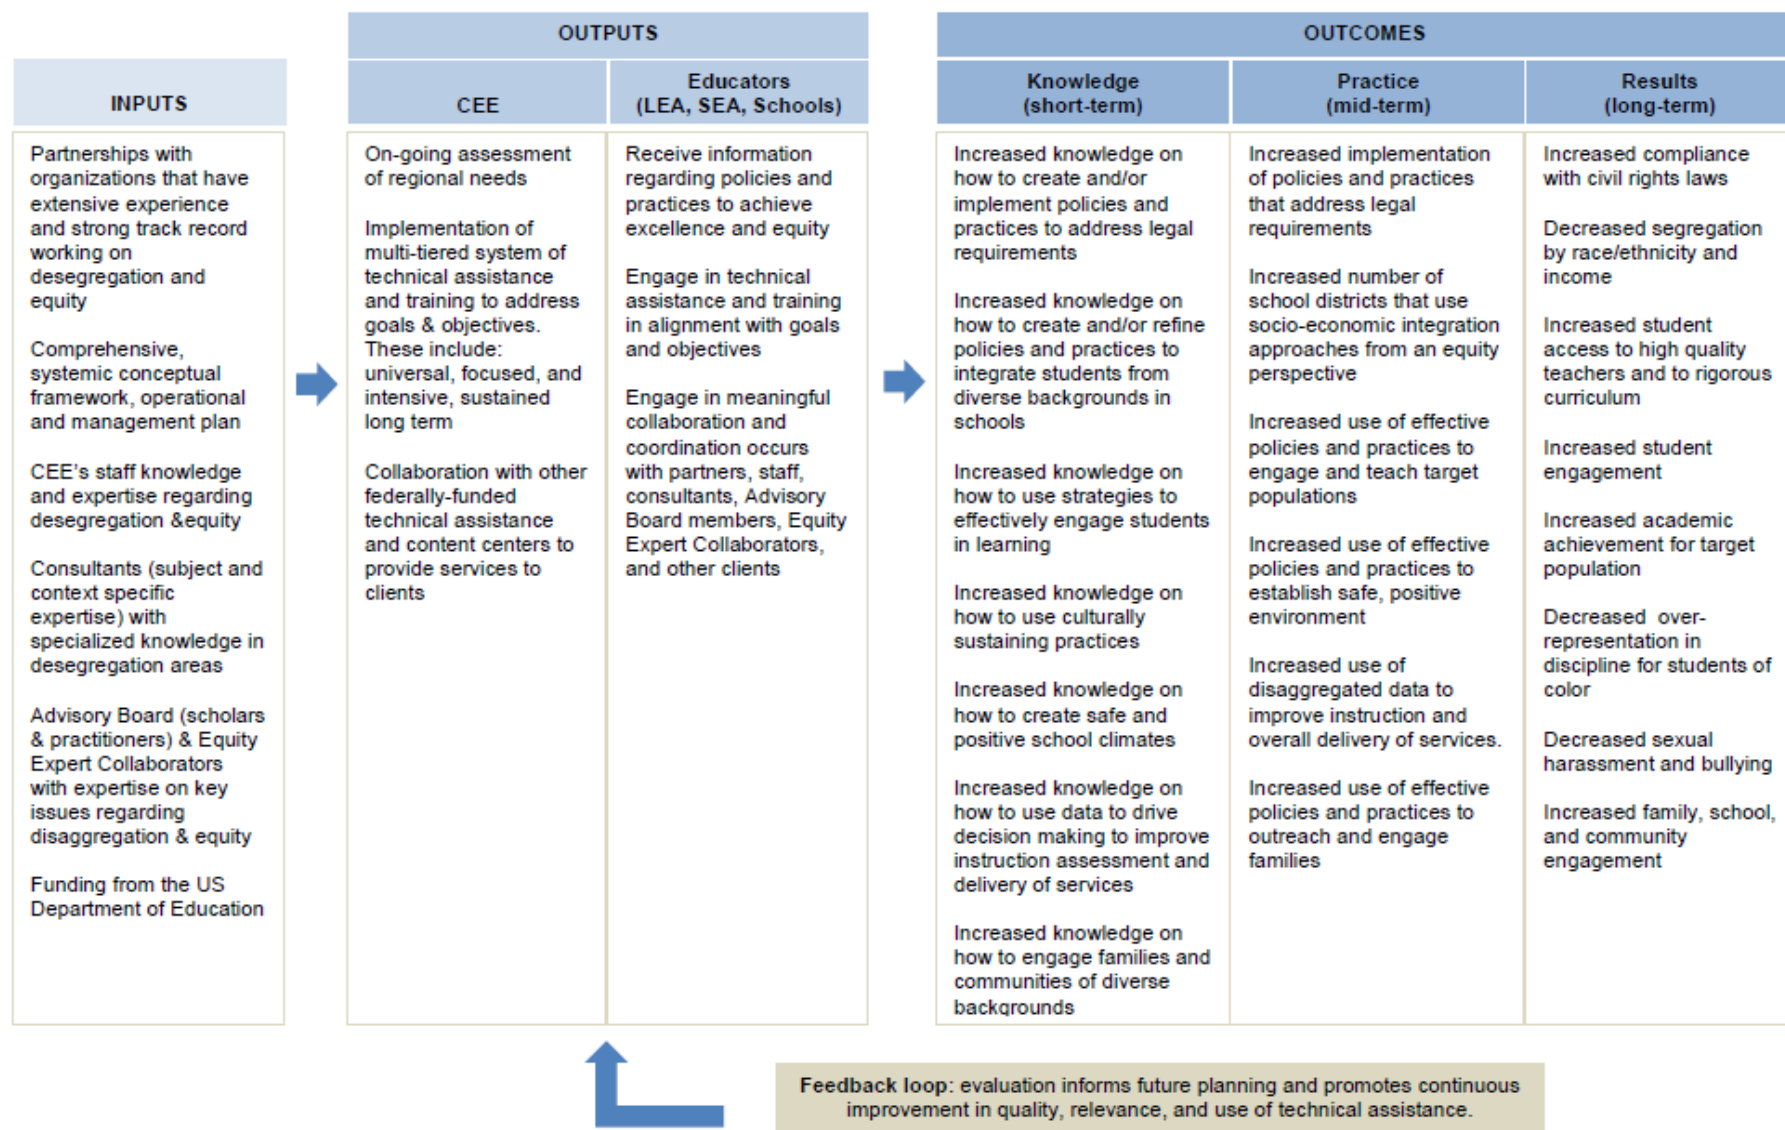 OUTPUTS
OUTCOMES
INPUTS
CEE
Educators
(LEA, SEA, Schools)
Knowledge
(short-term)
Practice
(mid-term)
Results
(long-term)
Partnerships with
organizations that have
extensive experience
and strong track record
working on
desegregation and
equity
Comprehensive,
systemic conceptual
framework, operational
and management plan
CEE's staff knowledge
and expertise regarding
desegregation &equity
Consultants (subject and
context specific
expertise) with
specialized knowledge in
desegregation areas
Advisory Board (scholars
& practitioners) & Equity
Expert Collaborators
with expertise on key
issues regarding
disaggregation & equity
Funding from the US
Department of Education
On-going assessment
of regional needs
Implementation of
multi-tiered system of
technical assistance
and training to address
goals & objectives.
These include:
universal, focused, and
intensive, sustained
long term
Collaboration with other
federally-funded
technical assistance
and content centers to
provide services to
clients
Receive information
regarding policies and
practices to achieve
excellence and equity
Engage in technical
assistance and training
in alignment with goals
and objectives
Engage in meaningful
collaboration and
coordination occurs
with partners, staff,
consultants, Advisory
Board members, Equity
Expert Collaborators,
and other clients
Increased knowledge on
how to create and/or
implement policies and
practices to address legal
requirements
Increased knowledge on
how to create and/or refine
policies and practices to
integrate students from
diverse backgrounds in
schools
Increased knowledge on
how to use strategies to
effectively engage students
in learning
Increased knowledge on
how to use culturally
sustaining practices
Increased knowledge on
how to create safe and
positive school climates
Increased knowledge on
how to use data to drive
decision making to improve
instruction assessment and
delivery of services
Increased knowledge on
how to engage families and
communities of diverse
backgrounds
Increased implementation
of policies and practices
that address legal
requirements
Increased number of
school districts that use
socio-economic integration
approaches from an equity
perspective
Increased use of effective
policies and practices to
engage and teach target
populations
Increased use of effective
policies and practices to
establish safe, positive
environment
Increased use of
disaggregated data to
improve instruction and
overall delivery of services.
Increased use of effective
policies and practices to
outreach and engage
families
Increased compliance
with civil rights laws
Decreased segregation
by race/ethnicity and
income
Increased student
access to high quality
teachers and to rigorous
curriculum
Increased student
engagement
Increased academic
achievement for target
population
Decreased over-
representation in
discipline for students of
color
Decreased sexual
harassment and bullying
Increased family, school,
and community
engagement
Feedback loop: evaluation informs future planning and promotes continuous
improvement in quality, relevance, and use of technical assistance.